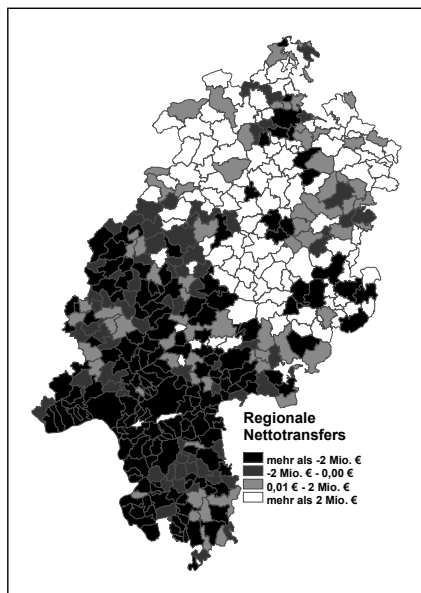 Regionale
Nettotransfers
mehr als -2 Mio. €
-2 Mio. € - 0,00 €
0,01 € - 2 Mio. €
mehr als 2 Mio. €